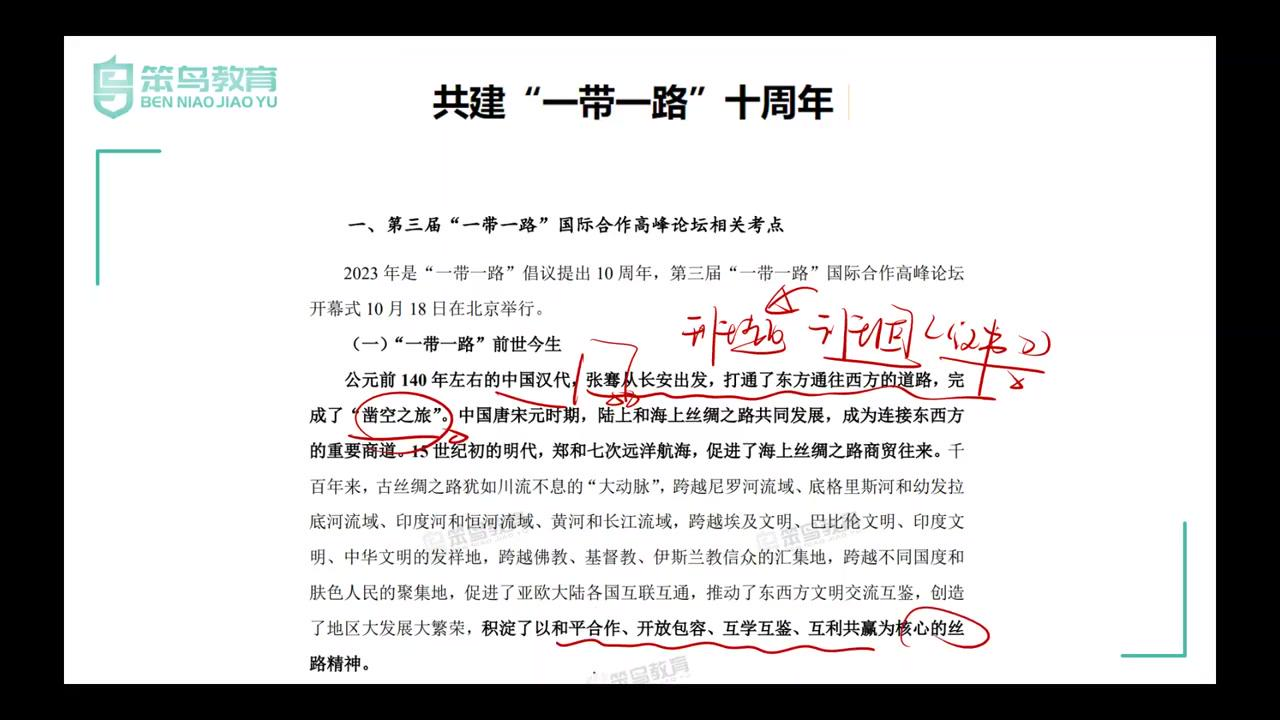 笨鸟教育
BEN NIAO JIAO YU
共建“一带一路”十周年
一、第三届“一带一路”国际合作高峰论坛相关考点
2023 年是“一带一路”倡议提出 10 周年，第三届“一带一路”国际合作高峰论坛
开幕式 10 月 18 日在北京举行。
（一）“一带一路”前世今生
公元前 140 年左右的中国汉代，张骞从长安出发，打通了东方通往西方的道路，完
成了“凿空之旅”。中国唐宋元时期，陆上和海上丝绸之路共同发展，成为连接东西方
的重要商道。15 世纪初的明代，郑和七次远洋航海，促进了海上丝绸之路商贸往来。千
百年来，古丝绸之路犹如川流不息的“大动脉”，跨越尼罗河流域、底格里斯河和幼发拉
底河流域、印度河和恒河流域、黄河和长江流域，跨越埃及文明、巴比伦文明、印度文
明、中华文明的发祥地，跨越佛教、基督教、伊斯兰教信众的汇集地，跨越不同国度和
肤色人民的聚集地，促进了亚欧大陆各国互联互通，推动了东西方文明交流互鉴，创造
了地区大发展大繁荣，积淀了以和平合作、开放包容、互学互鉴、互利共赢为核心的丝
路精神。
笨鸟教育